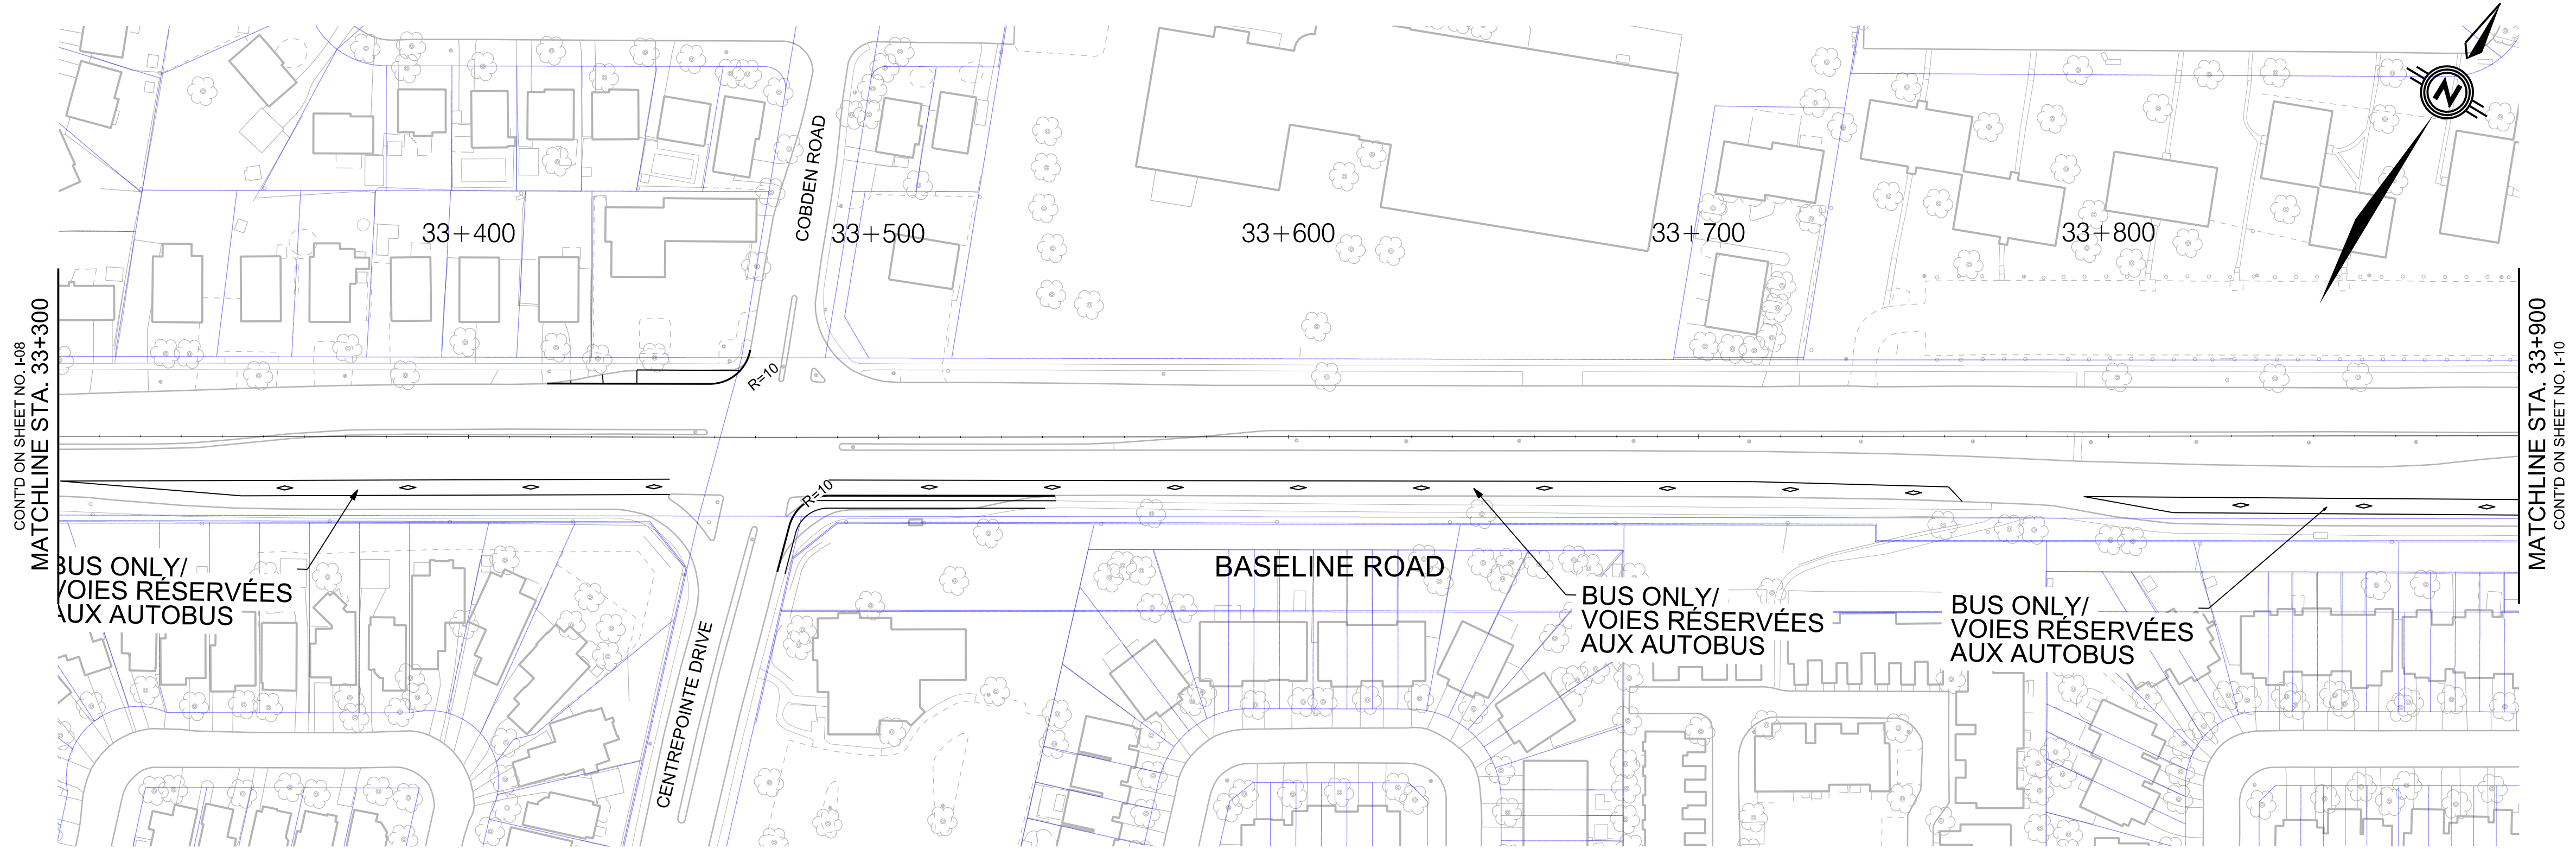 CONT'D ON SHEET NO. I-08
MATCHLINE STA. 33+300
33+400
COBDEN ROAD
33+500
33+600
33+700
33+800
N
MATCHLINE STA. 33+900
CONT'D ON SHEET NO. I-10
R=10
R=10
BUS ONLY/
VOIES RÉSERVÉES
AUX AUTOBUS
CENTREPOINTE DRIVE
BASELINE ROAD
BUS ONLY/
VOIES RÉSERVÉES
AUX AUTOBUS
BUS ONLY/
VOIES RÉSERVÉES
AUX AUTOBUS